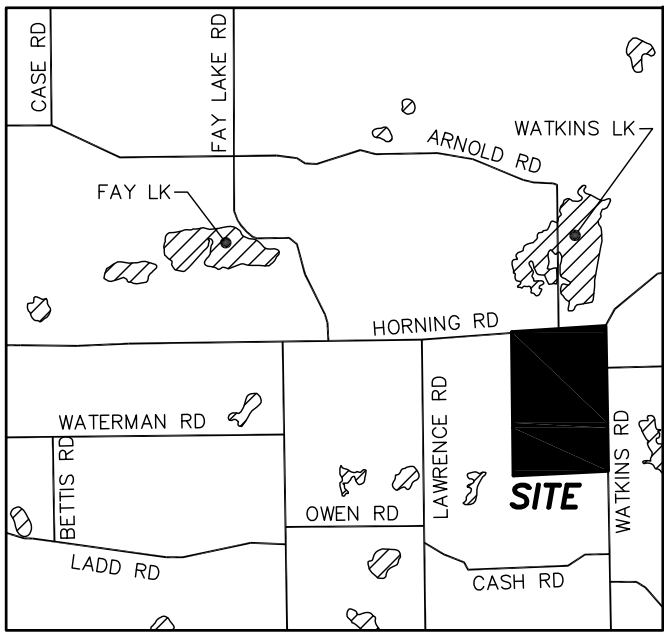 CASE RD
FAY LAKE RD
WATKINS LK
ARNOLD RD
FAY LK
HORNING RD
WATERMAN RD
LAWRENCE RD
WATKINS RD
BETTIS RD
SITE
OWEN RD
LADD RD
CASH RD